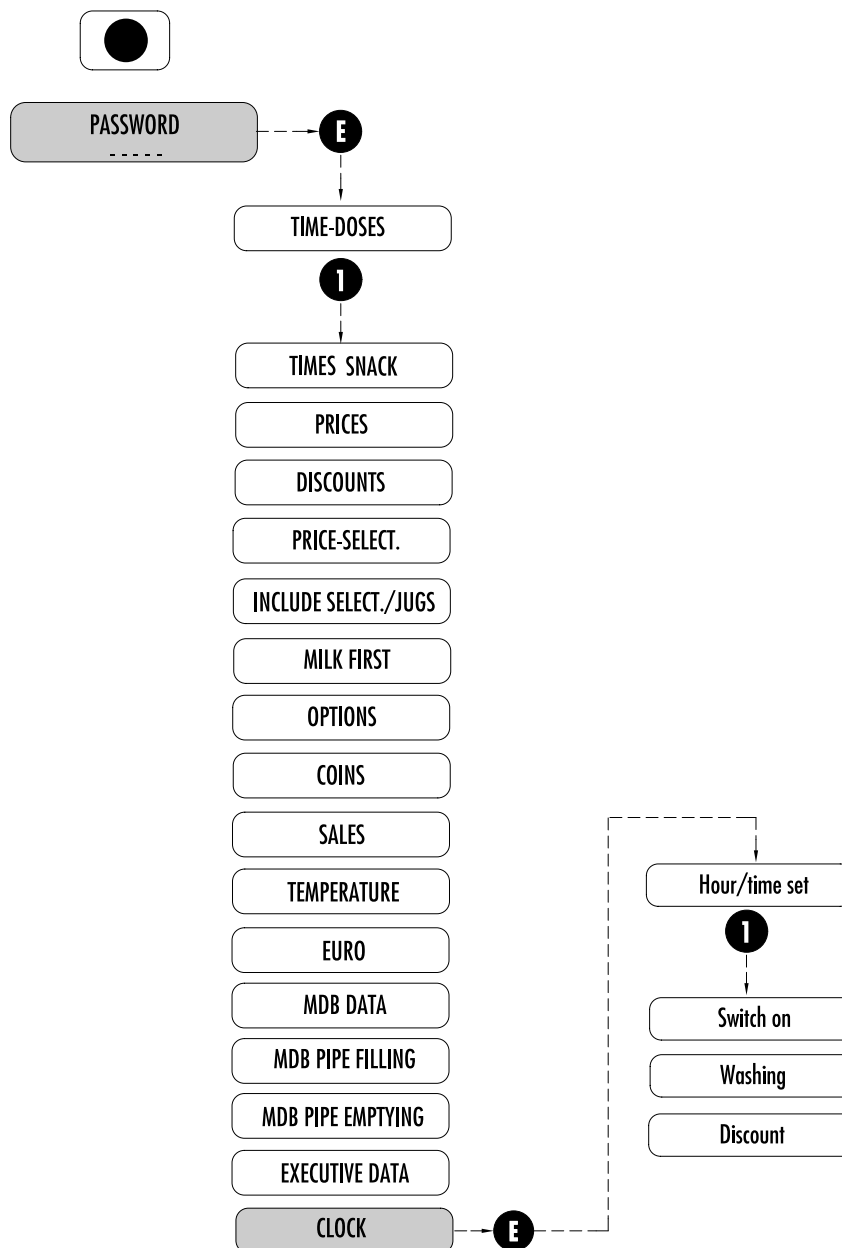 PASSWORD
- - - - -
E
TIME-DOSES
1
TIMES SNACK
PRICES
DISCOUNTS
PRICE-SELECT.
INCLUDE SELECT./JUGS
MILK FIRST
OPTIONS
COINS
SALES
TEMPERATURE
EURO
MDB DATA
MDB PIPE FILLING
MDB PIPE EMPTYING
EXECUTIVE DATA
CLOCK
E
Hour/time set
1
Switch on
Washing
Discount